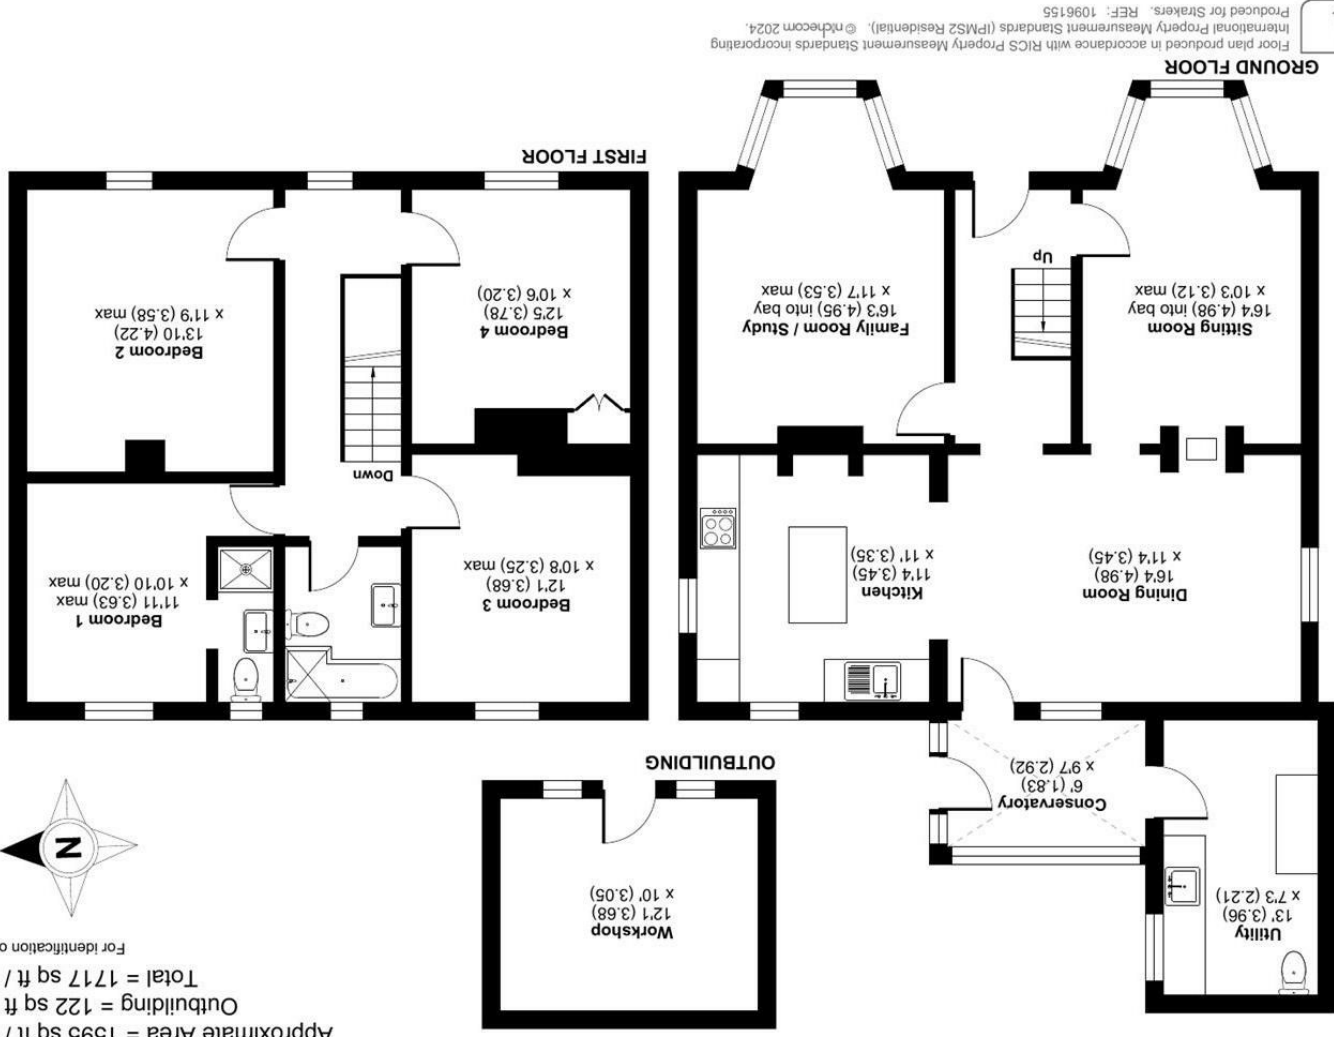 Approximate Area = 1595 sq ft /
Outbuilding = 122 sq ft
Total = 1717 sq ft /
For identification o
N
Utility
13' (3.96)
x 7'3 (2.21)
Workshop
12'1 (3.68)
x 10' (3.05)
Conservatory
6' (1.83)
x 9'7 (2.92)
OUTBUILDING
Dining Room
16'4 (4.98)
x 11'4 (3.45)
Kitchen
11'4 (3.45)
x 11' (3.35)
Sitting Room
16'4 (4.98) into bay
x 10'3 (3.12) max
Up
Family Room / Study
16'3 (4.95) into bay
x 11'7 (3.53) max
GROUND FLOOR
Bedroom 3
12'1 (3.68)
x 10'8 (3.25) max
Bedroom 1
11'11 (3.63) max
x 10'10 (3.20) max
Down
Bedroom 4
12'5 (3.78)
x 10'6 (3.20)
Bedroom 2
13'10 (4.22)
x 11'9 (3.58) max
FIRST FLOOR
Floor plan produced in accordance with RICS Property Measurement Standards incorporating
International Property Measurement Standards (IPMS2 Residential). © nichecom 2024.
Produced for Strakers. REF: 1096155